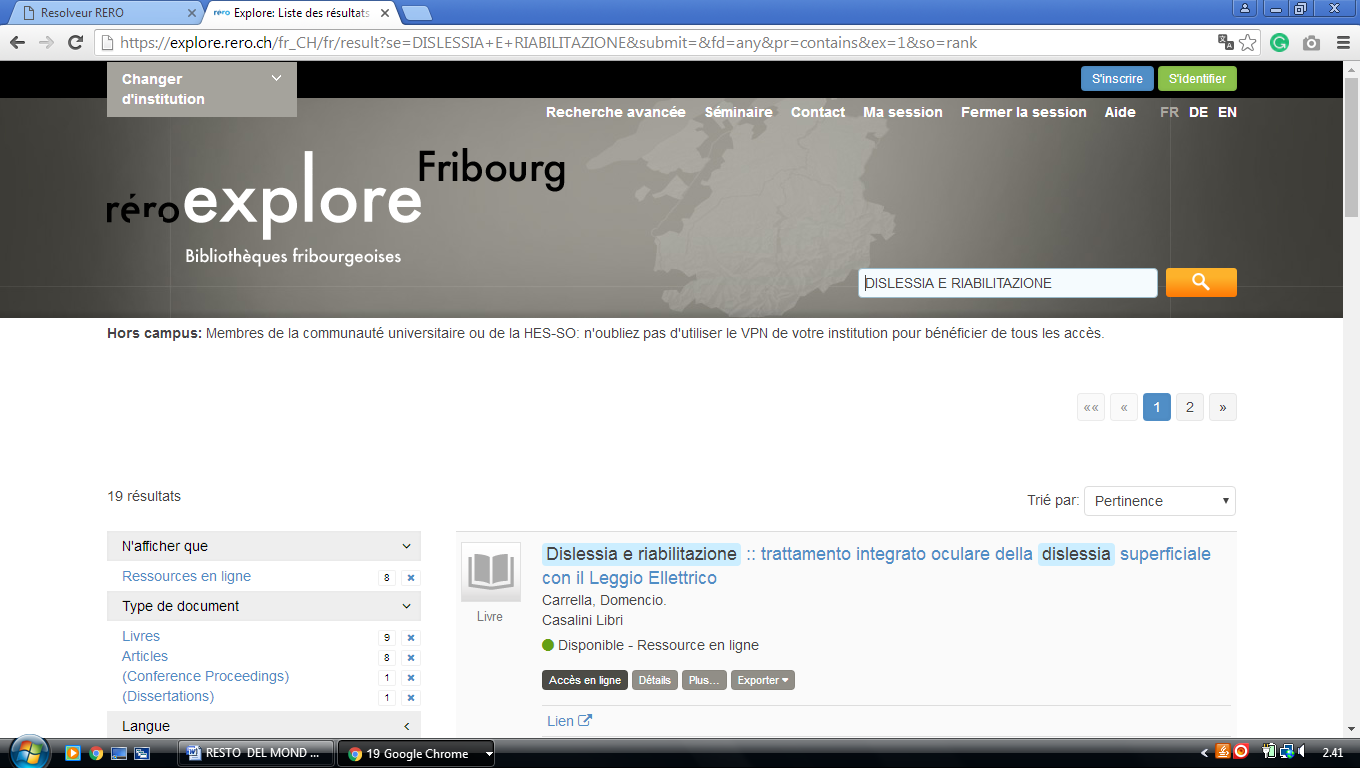 Resolveur RERO
rero Explore: Liste des résultats
https://explore.rero.ch/fr_CH/fr/result?se=DISLESSIA+E+RIABILITAZIONE&submit=&fd=any&pr=contains&ex=1&so=rank
Changer d'institution
S'inscrire S'identifier
Recherche avancée Séminaire Contact Ma session Fermer la session Aide FR DE EN
réro explore Fribourg
Bibliothèques fribourgeoises
DISLESSIA E RIABILITAZIONE
Hors campus: Membres de la communauté universitaire ou de la HES-SO: n'oubliez pas d'utiliser le VPN de votre institution pour bénéficier de tous les accès.
«« « 1 2 »
19 résultats
Trié par: Pertinence
N'afficher que
Ressources en ligne 8
Type de document
Livres 9
Articles 8
(Conference Proceedings) 1
(Dissertations) 1
Langue
Livre
Dislessia e riabilitazione :: trattamento integrato oculare della dislessia superficiale
con il Leggio Ellettrico
Carrella, Domencio.
Casalini Libri
Disponible - Ressource en ligne
Accès en ligne Détails Plus... Exporter
Lien
RESTO DEL MOND ... 19 Google Chrome 2.41